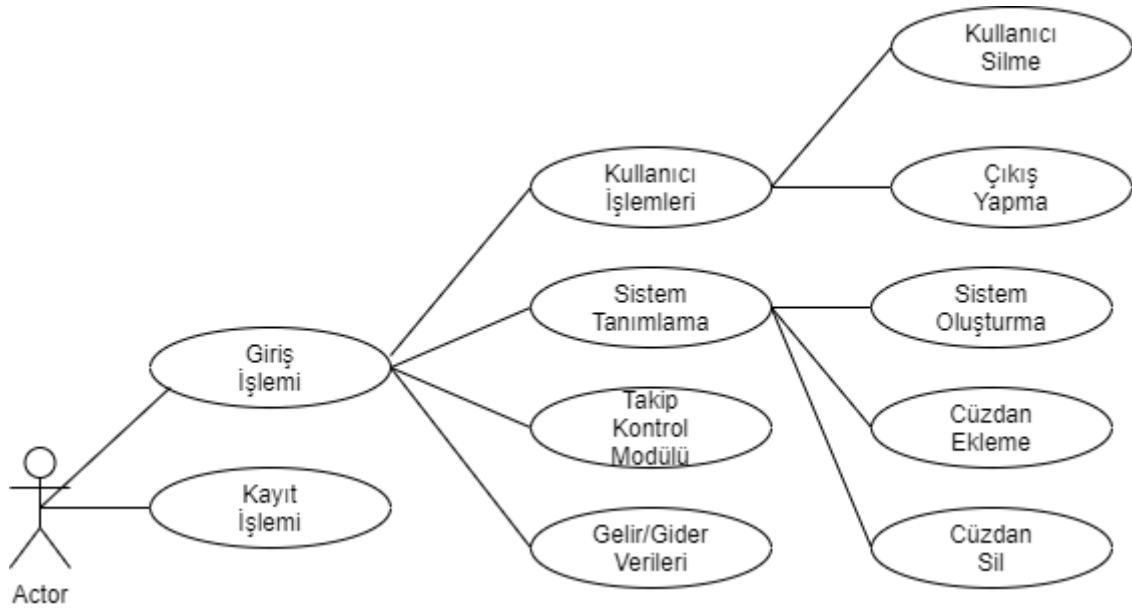 Kullanıcı
Silme
Kullanıcı
İşlemleri
Çıkış
Yapma
Sistem
Tanımlama
Sistem
Oluşturma
Giriş
İşlemi
Takip
Kontrol
Modülü
Cüzdan
Ekleme
Kayıt
İşlemi
Gelir/Gider
Verileri
Cüzdan
Sil
Actor